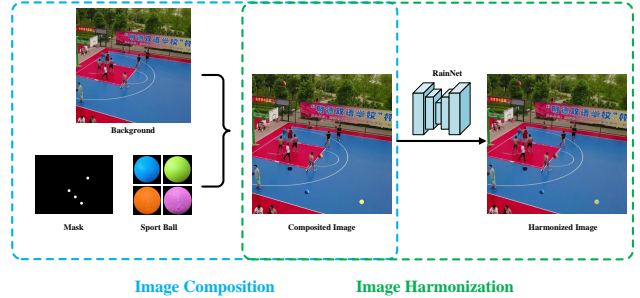 RainNet
Background
Mask
Sport Ball
Composited Image
Harmonized Image
Image Composition
Image Harmonization